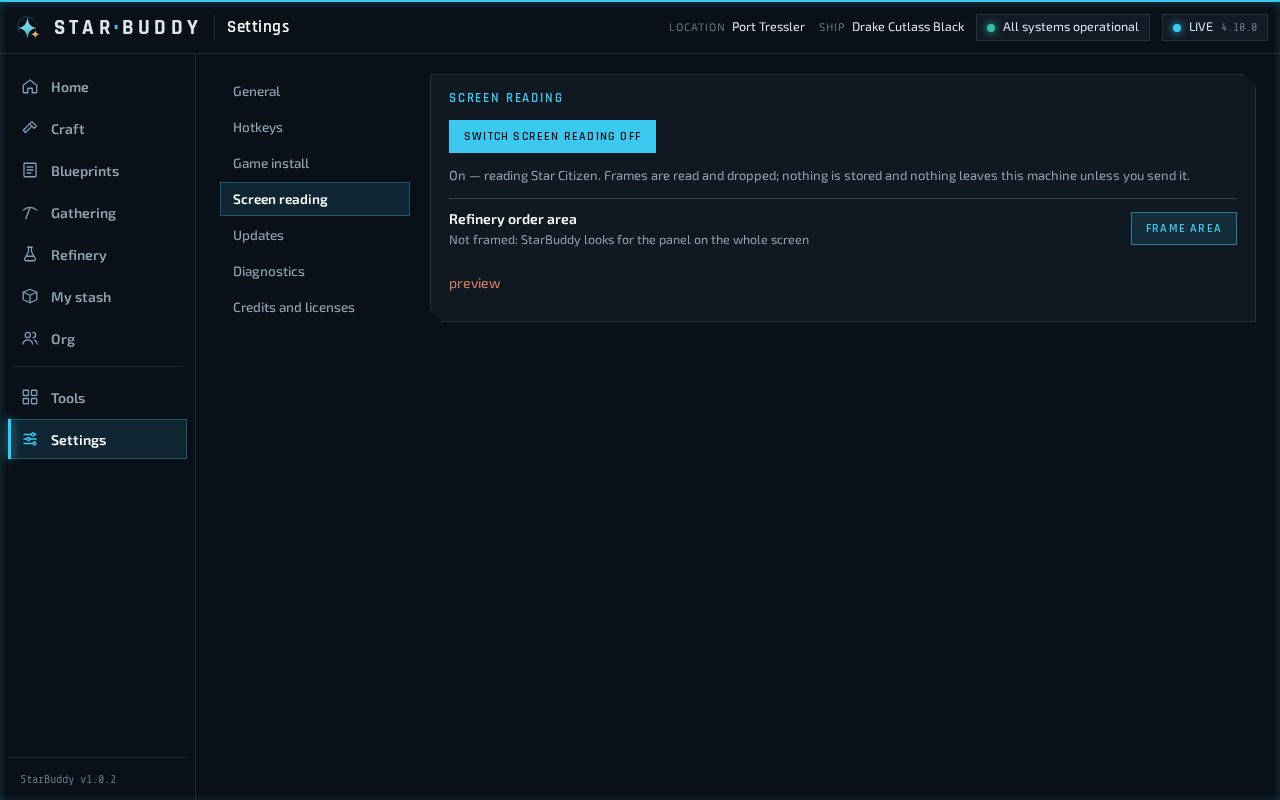 STAR·BUDDY
Settings
LOCATION Port Tressler SHIP Drake Cutlass Black
All systems operational
LIVE 4.10.0
Home
Craft
Blueprints
Gathering
Refinery
My stash
Org
Tools
Settings
StarBuddy v1.0.2
General
Hotkeys
Game install
Screen reading
Updates
Diagnostics
Credits and licenses
SCREEN READING
SWITCH SCREEN READING OFF
On — reading Star Citizen. Frames are read and dropped; nothing is stored and nothing leaves this machine unless you send it.
Refinery order area
Not framed: StarBuddy looks for the panel on the whole screen
FRAME AREA
preview